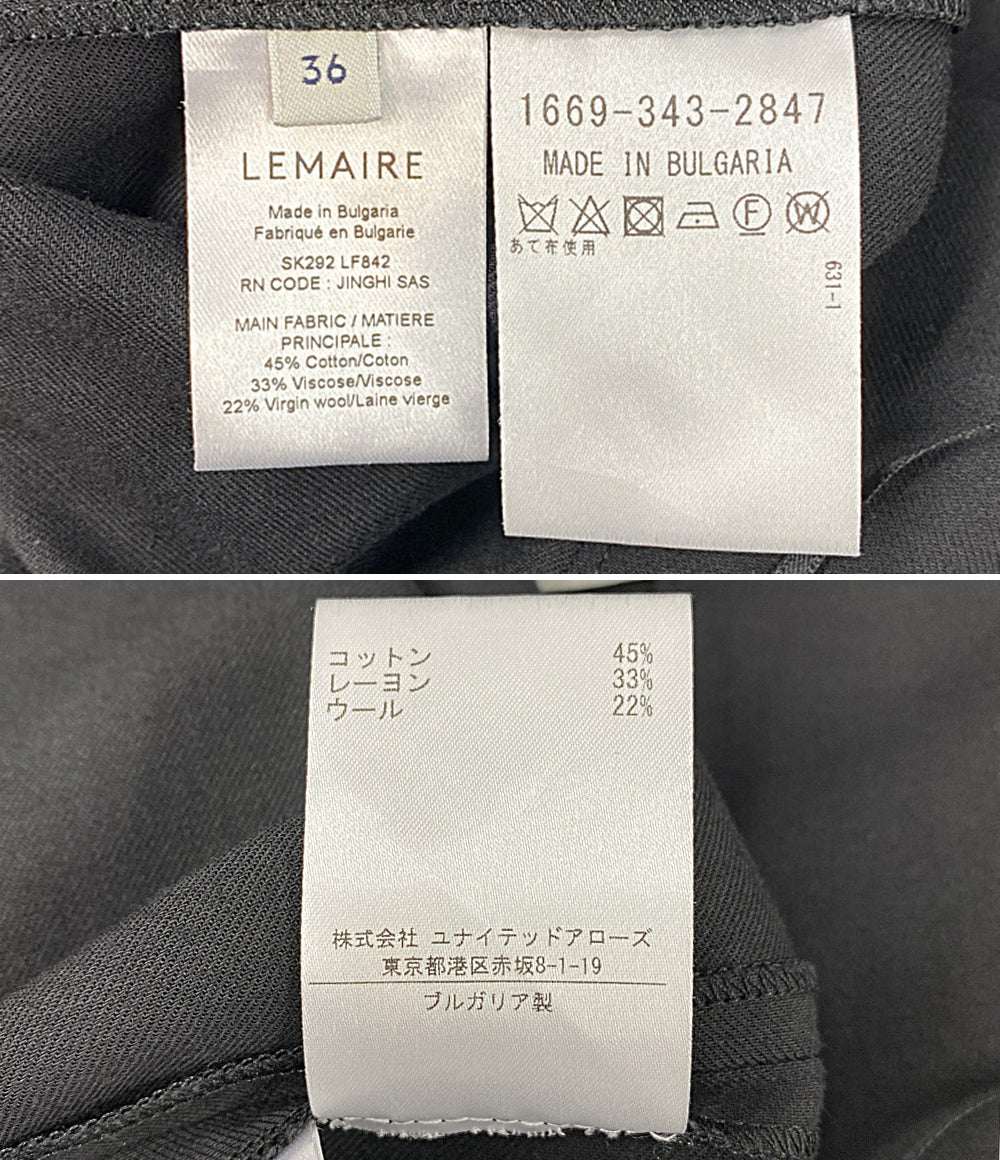 36
LEMAIRE
Made in Bulgaria
Fabriqué en Bulgarie
SK292 LF842
RN CODE : JINGHI SAS
MAIN FABRIC / MATIERE
PRINCIPALE :
45% Cotton/Coton
33% Viscose/Viscose
22% Virgin wool/Laine vierge
1669-343-2847
MADE IN BULGARIA
F W
あて布使用
631-1
コットン 45%
レーヨン 33%
ウール 22%
株式会社 ユナイテッドアローズ
東京都港区赤坂8-1-19
ブルガリア製